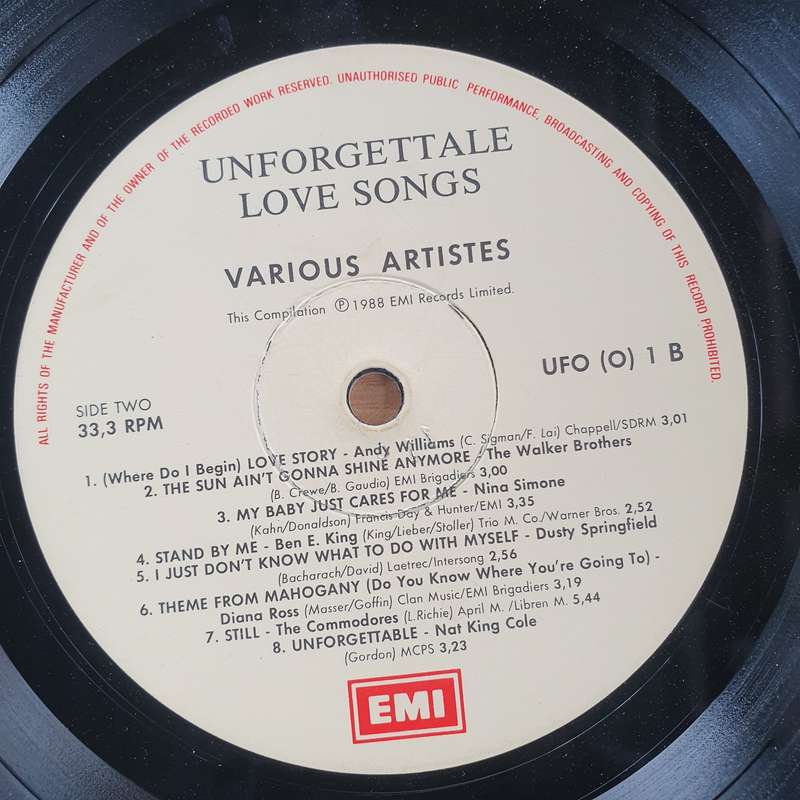 ALL RIGHTS OF THE MANUFACTURER AND OF THE OWNER OF THE RECORDED WORK RESERVED. UNAUTHORISED PUBLIC PERFORMANCE, BROADCASTING AND COPYING OF THIS RECORD PROHIBITED.
UNFORGETTALE
LOVE SONGS
VARIOUS ARTISTES
This Compilation ℗ 1988 EMI Records Limited.
UFO (O) 1 B
SIDE TWO
33,3 RPM
1. (Where Do I Begin) LOVE STORY - Andy Williams (C. Sigman/F. Lai) Chappell/SDRM 3,01
2. THE SUN AIN'T GONNA SHINE ANYMORE - The Walker Brothers
(B. Crewe/B. Gaudio) EMI Brigadiers 3,00
3. MY BABY JUST CARES FOR ME - Nina Simone
(Kahn/Donaldson) Francis Day & Hunter/EMI 3,35
4. STAND BY ME - Ben E. King (King/Lieber/Stoller) Trio M. Co./Warner Bros. 2,52
5. I JUST DON'T KNOW WHAT TO DO WITH MYSELF - Dusty Springfield
(Bacharach/David) Laetrec/Intersong 2,56
6. THEME FROM MAHOGANY (Do You Know Where You're Going To) -
Diana Ross (Masser/Goffin) Clan Music/EMI Brigadiers 3,19
7. STILL - The Commodores (L.Richie) April M. /Libren M. 5,44
8. UNFORGETTABLE - Nat King Cole
(Gordon) MCPS 3,23
EMI